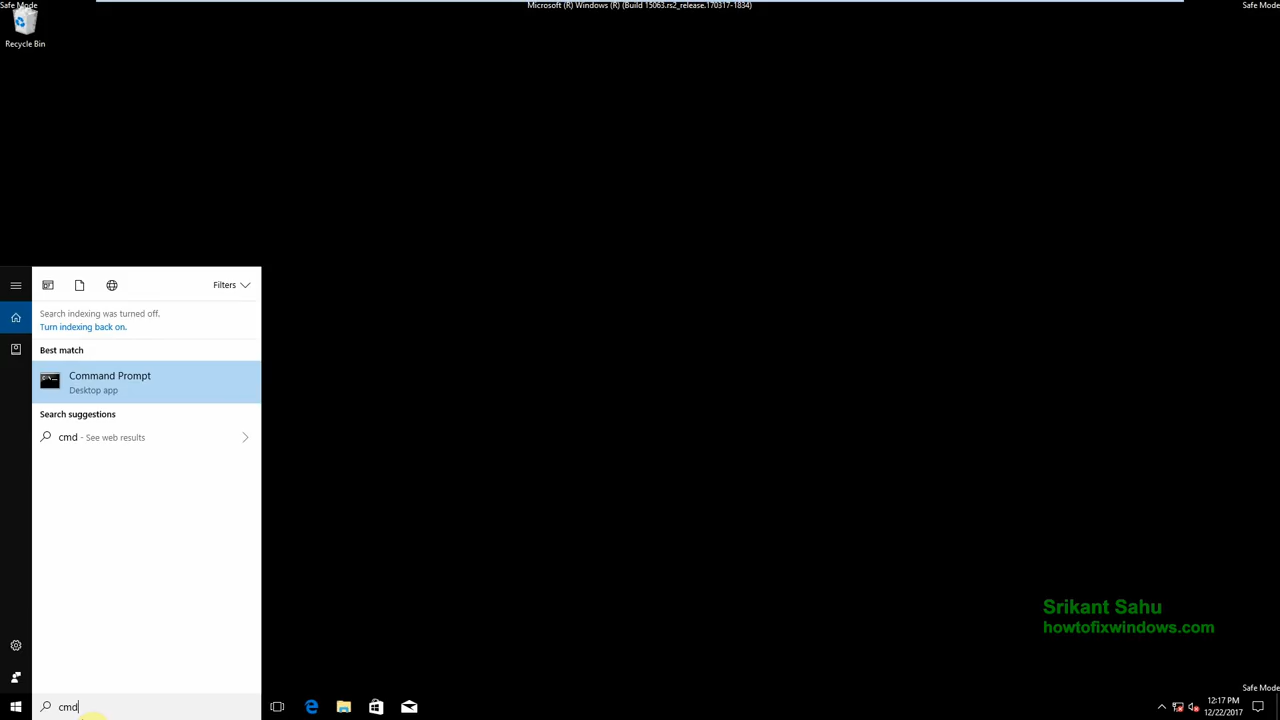 Safe Mode
Microsoft (R) Windows (R) (Build 15063.rs2_release.170317-1834)
Safe Mode
Recycle Bin
Filters
Search indexing was turned off.
Turn indexing back on.
Best match
Command Prompt
Desktop app
Search suggestions
cmd - See web results
Srikant Sahu
howtofixwindows.com
Safe Mode
cmd
12:17 PM
12/22/2017